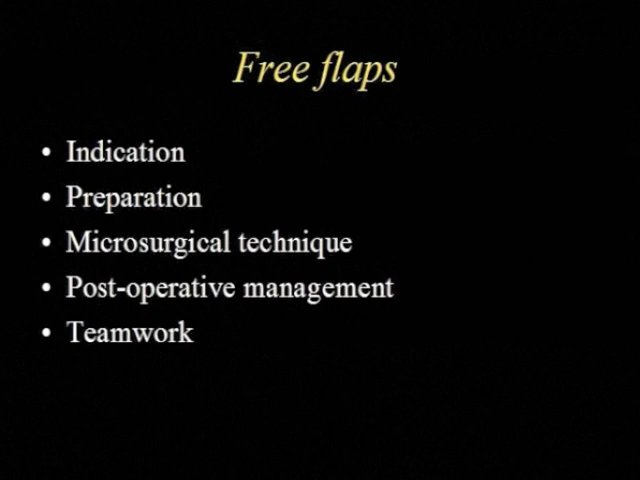 Free flaps
• Indication
• Preparation
• Microsurgical technique
• Post-operative management
• Teamwork